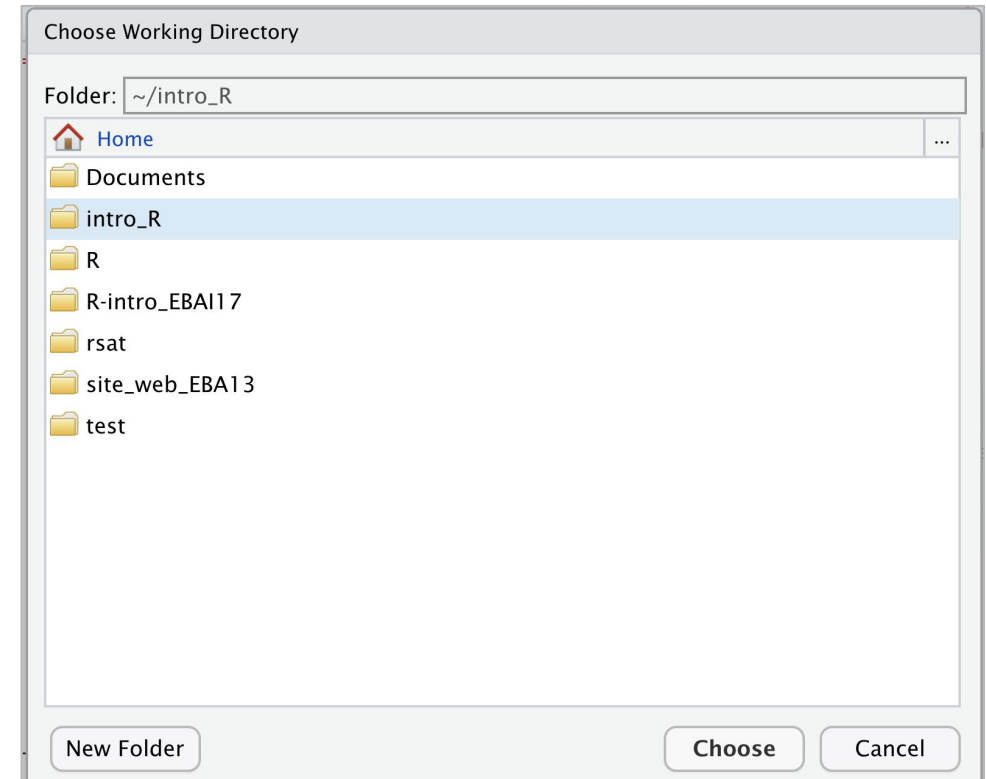 Choose Working Directory
Folder: ~/intro_R
Home ...
Documents
intro_R
R
R-intro_EBAI17
rsat
site_web_EBA13
test
New Folder Choose Cancel